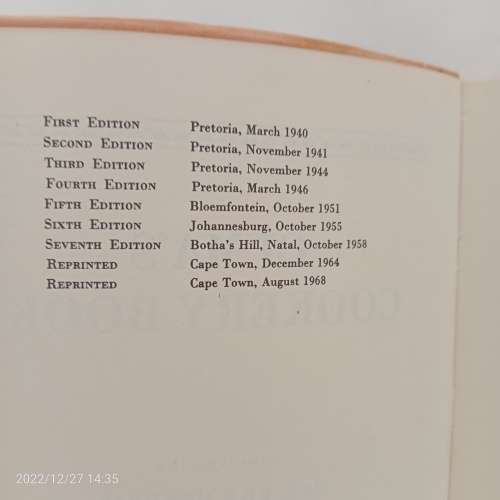 First Edition Pretoria, March 1940
Second Edition Pretoria, November 1941
Third Edition Pretoria, November 1944
Fourth Edition Pretoria, March 1946
Fifth Edition Bloemfontein, October 1951
Sixth Edition Johannesburg, October 1955
Seventh Edition Botha's Hill, Natal, October 1958
Reprinted Cape Town, December 1964
Reprinted Cape Town, August 1968
COOKERY BOOK
2022/12/27 14:35